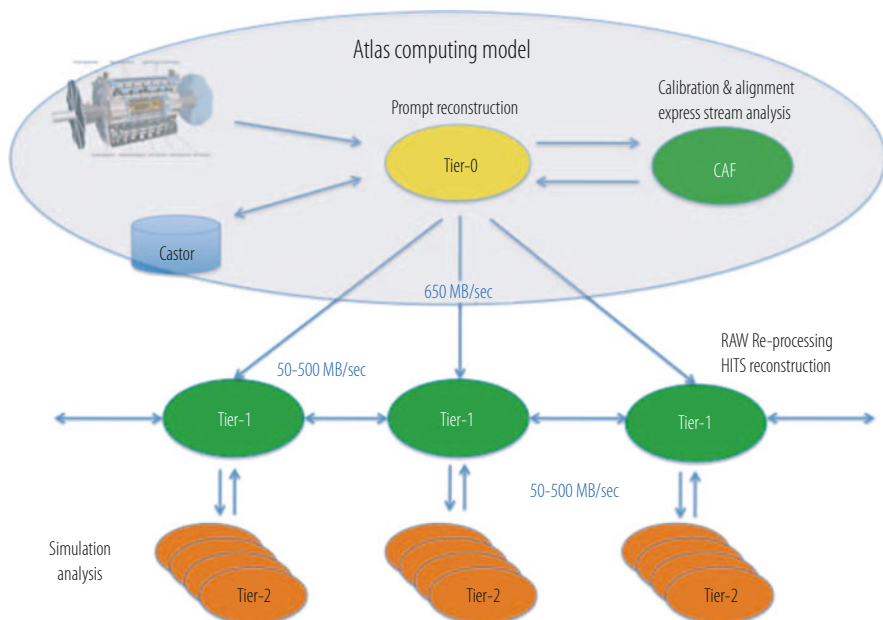 Atlas computing model
Prompt reconstruction
Calibration & alignment
express stream analysis
Tier-0
CAF
Castor
650 MB/sec
RAW Re-processing
HITS reconstruction
50-500 MB/sec
Tier-1
Tier-1
Tier-1
50-500 MB/sec
Simulation
analysis
Tier-2
Tier-2
Tier-2